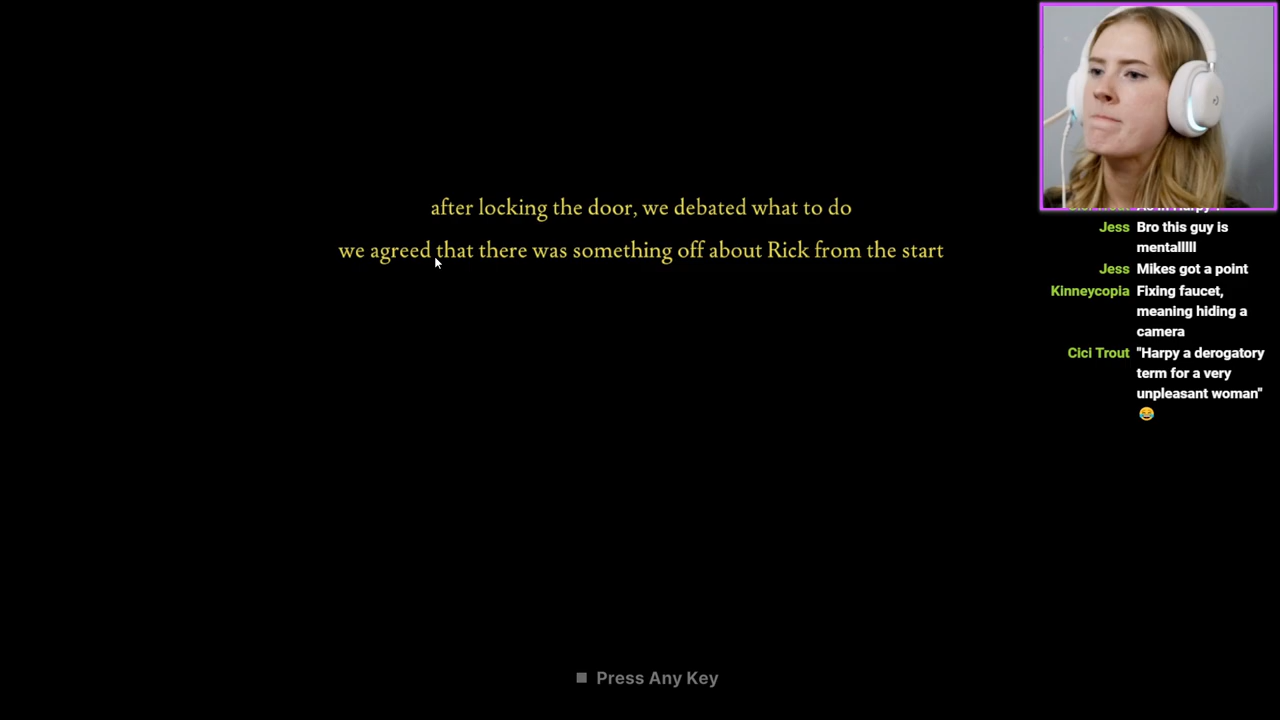 after locking the door, we debated what to do
we agreed that there was something off about Rick from the start
Press Any Key
Jess Bro this guy is
mentalllll
Jess Mikes got a point
Kinneycopia Fixing faucet,
meaning hiding a
camera
Cici Trout "Harpy a derogatory
term for a very
unpleasant woman"
😂